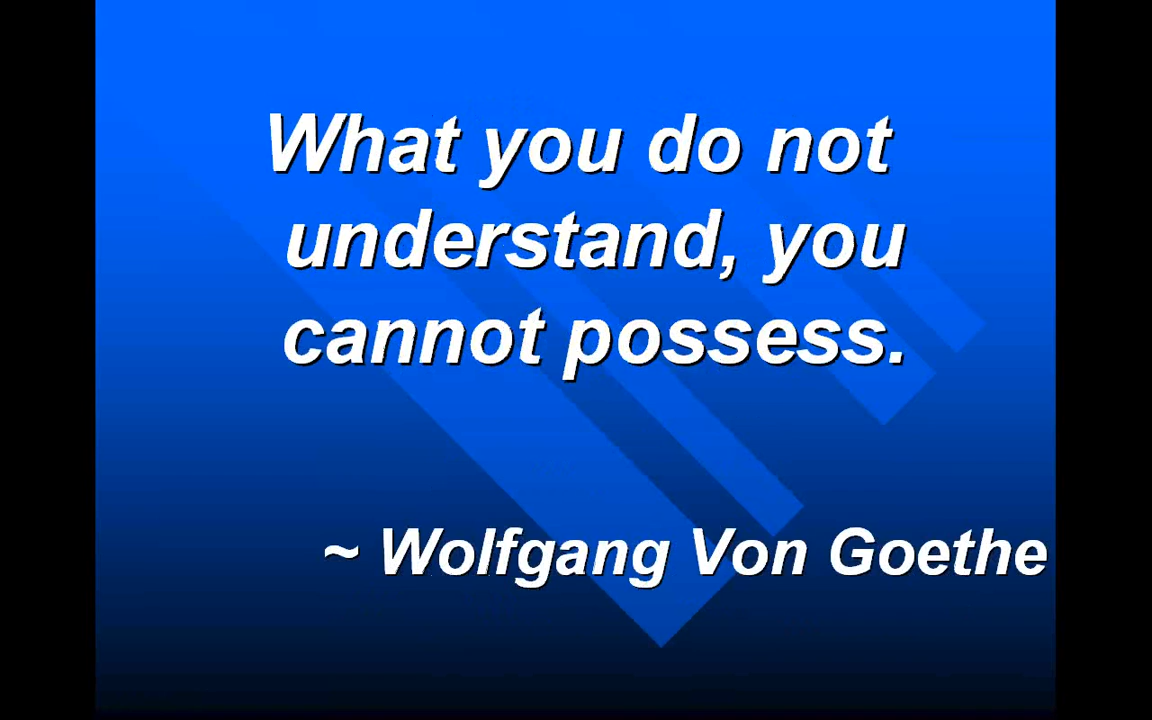 What you do not
understand, you
cannot possess.
~ Wolfgang Von Goethe